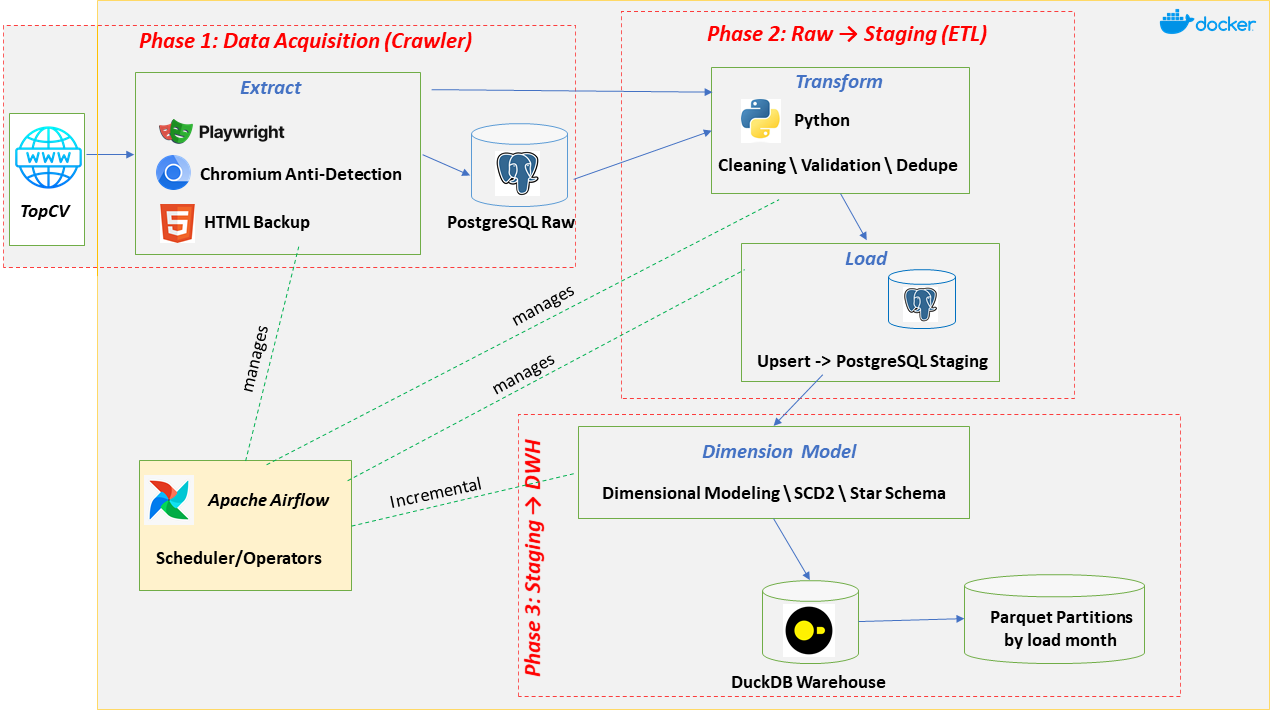 docker
Phase 1: Data Acquisition (Crawler)
Extract
Playwright
Chromium Anti-Detection
HTML Backup
WWW
TopCV
PostgreSQL Raw
Phase 2: Raw → Staging (ETL)
Transform
Python
Cleaning \ Validation \ Dedupe
Load
Upsert -> PostgreSQL Staging
manages
manages
manages
Incremental
Apache Airflow
Scheduler/Operators
Phase 3: Staging → DWH
Dimension Model
Dimensional Modeling \ SCD2 \ Star Schema
DuckDB Warehouse
Parquet Partitions
by load month